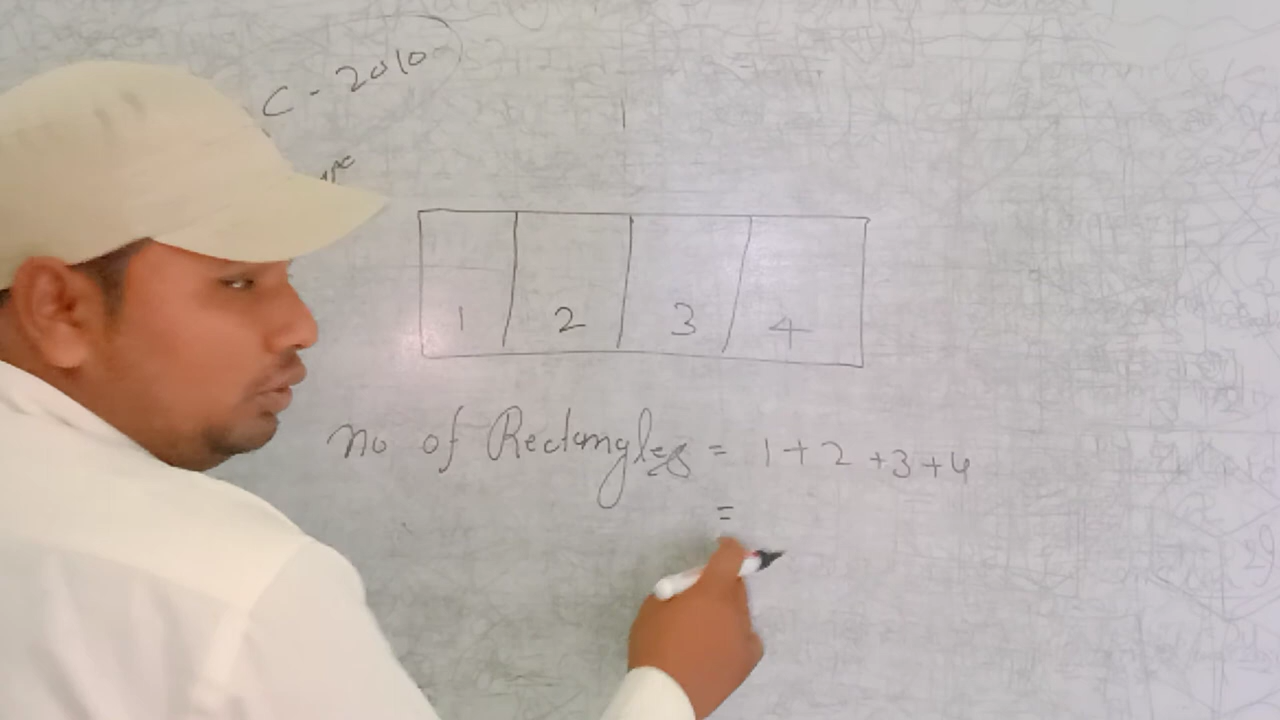 C - 2010
1 2 3 4
No of Rectangles = 1+2+3+4
=